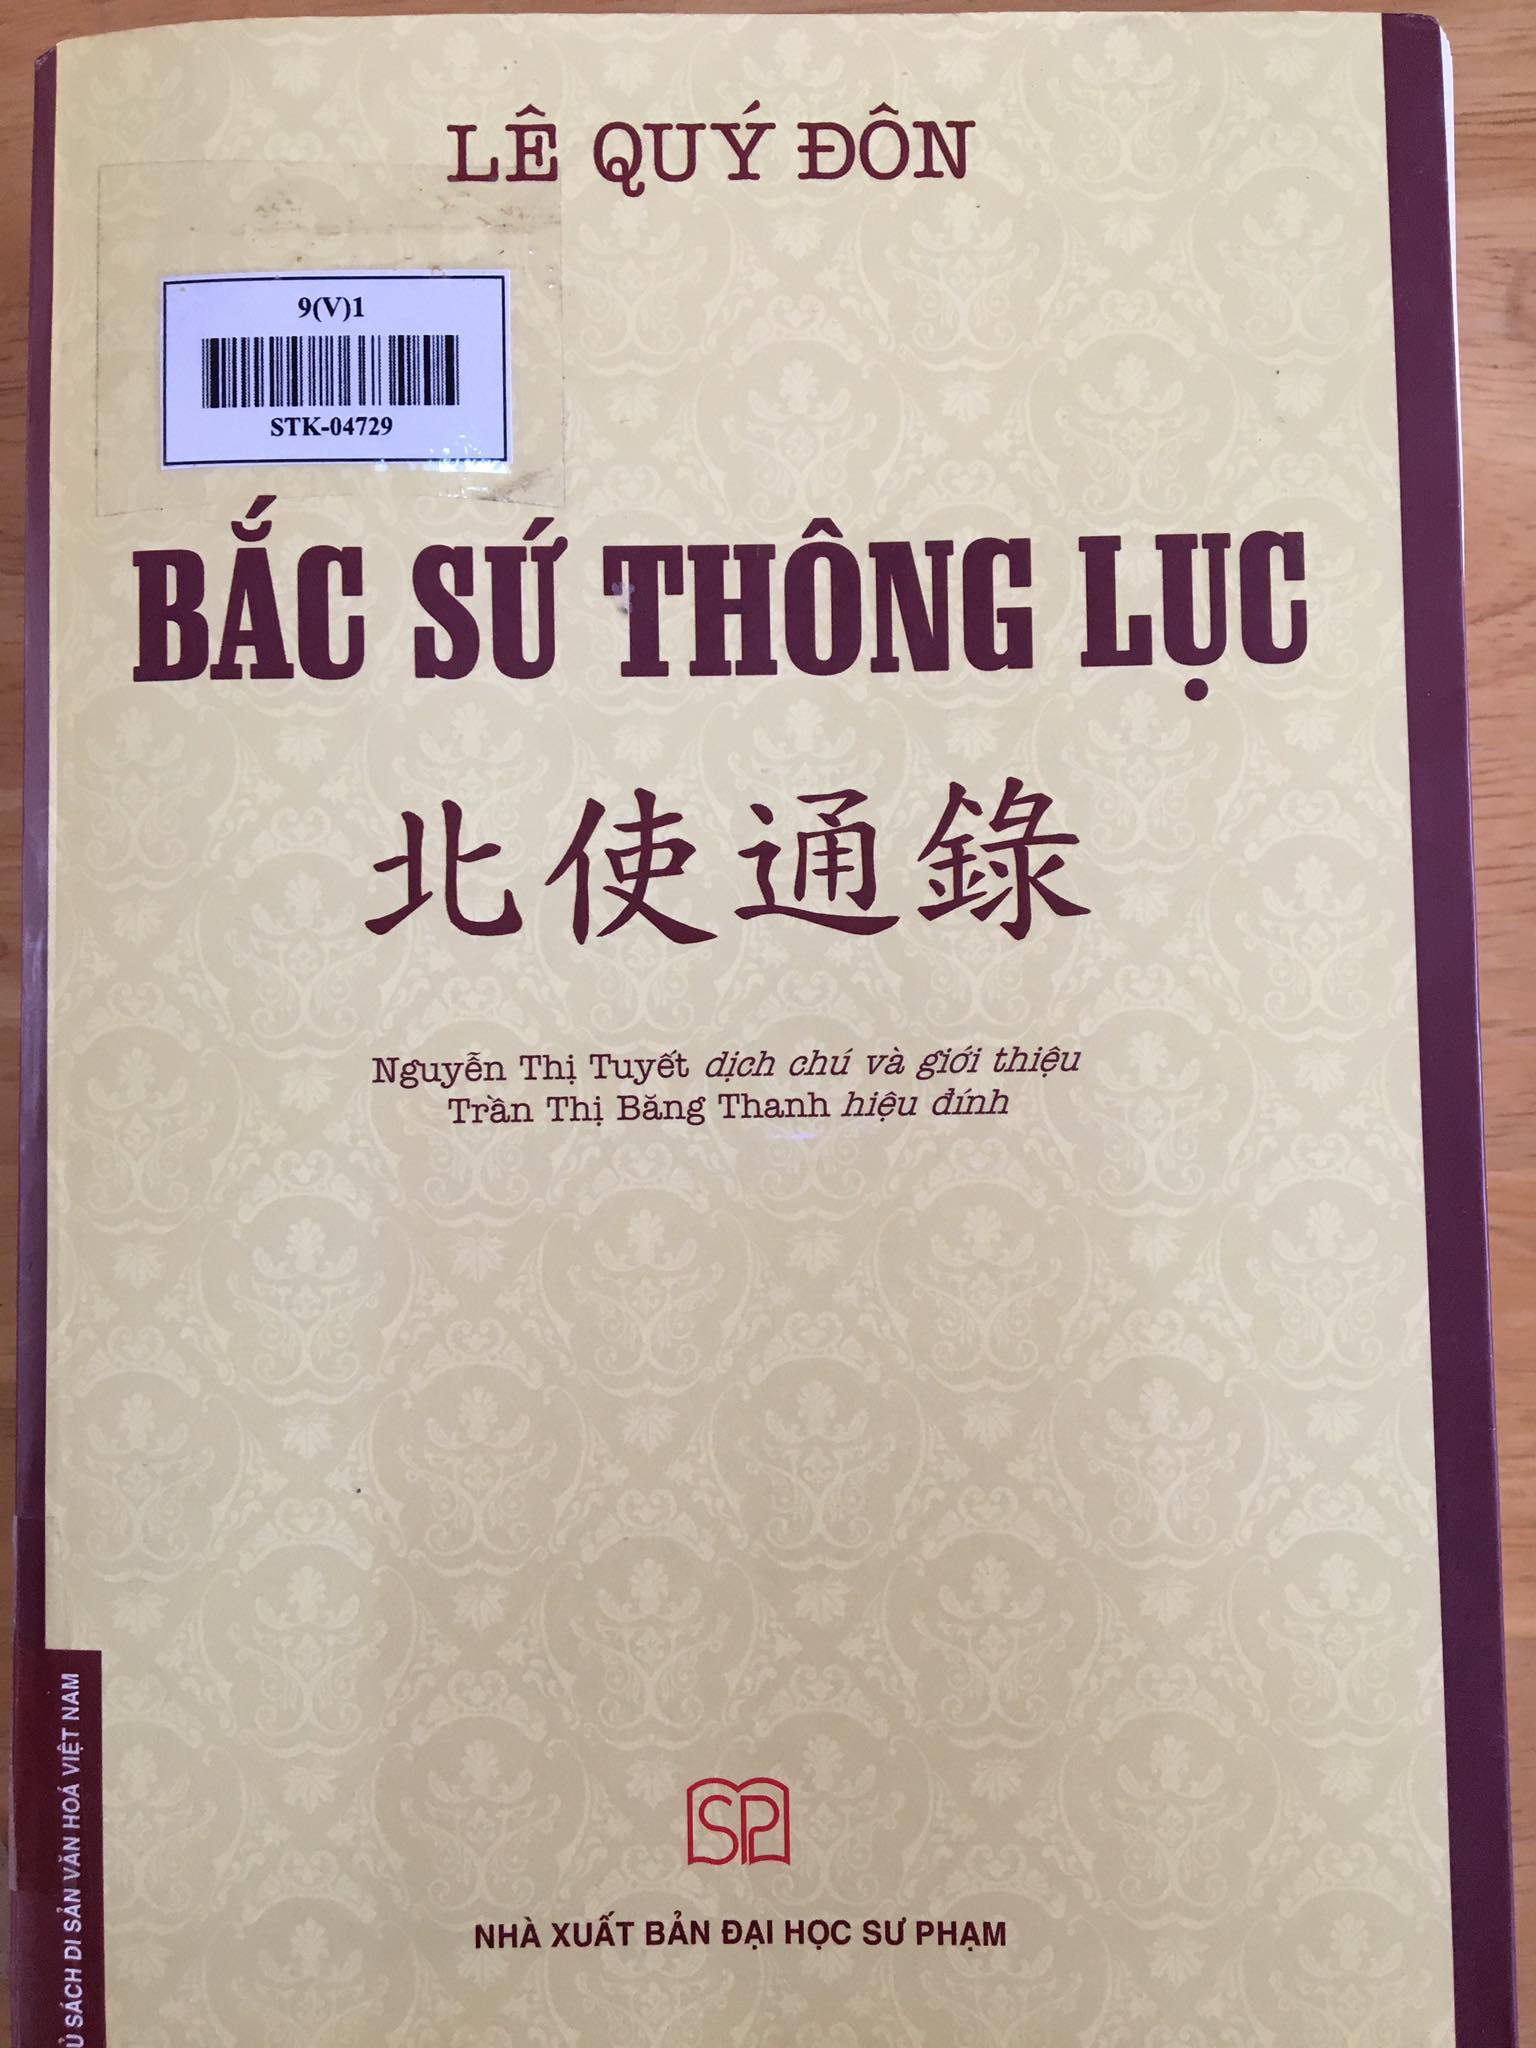 LÊ QUÝ ĐÔN
9(V)1
STK-04729
BẮC SỨ THÔNG LỤC
北使通錄
Nguyễn Thị Tuyết dịch chú và giới thiệu
Trần Thị Băng Thanh hiệu đính
SP
NHÀ XUẤT BẢN ĐẠI HỌC SƯ PHẠM
SÁCH DI SẢN VĂN HOÁ VIỆT NAM